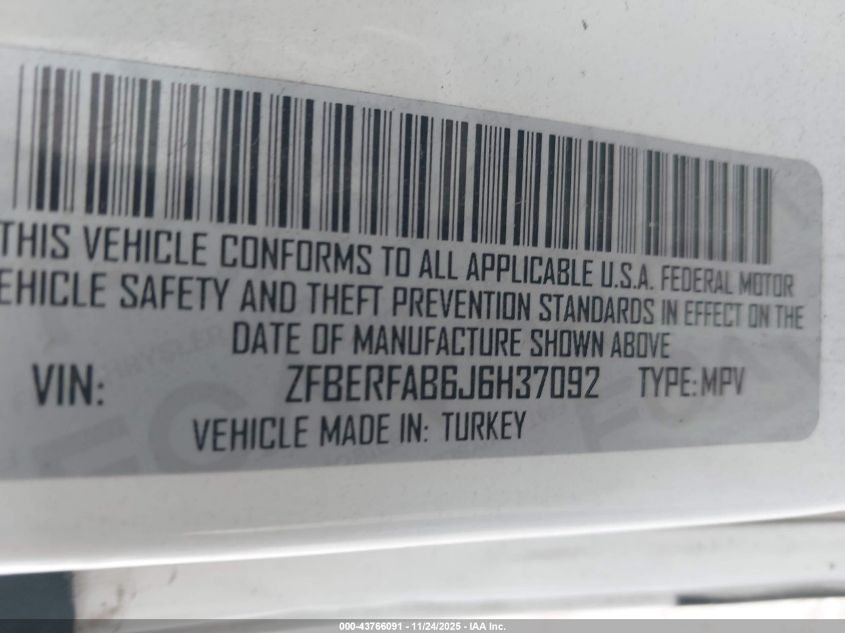 THIS VEHICLE CONFORMS TO ALL APPLICABLE U.S.A. FEDERAL MOTOR
EHICLE SAFETY AND THEFT PREVENTION STANDARDS IN EFFECT ON THE
DATE OF MANUFACTURE SHOWN ABOVE
VIN: ZFBERFAB6J6H37092 TYPE: MPV
VEHICLE MADE IN: TURKEY
000-43766091 - 11/24/2025 - IAA Inc.